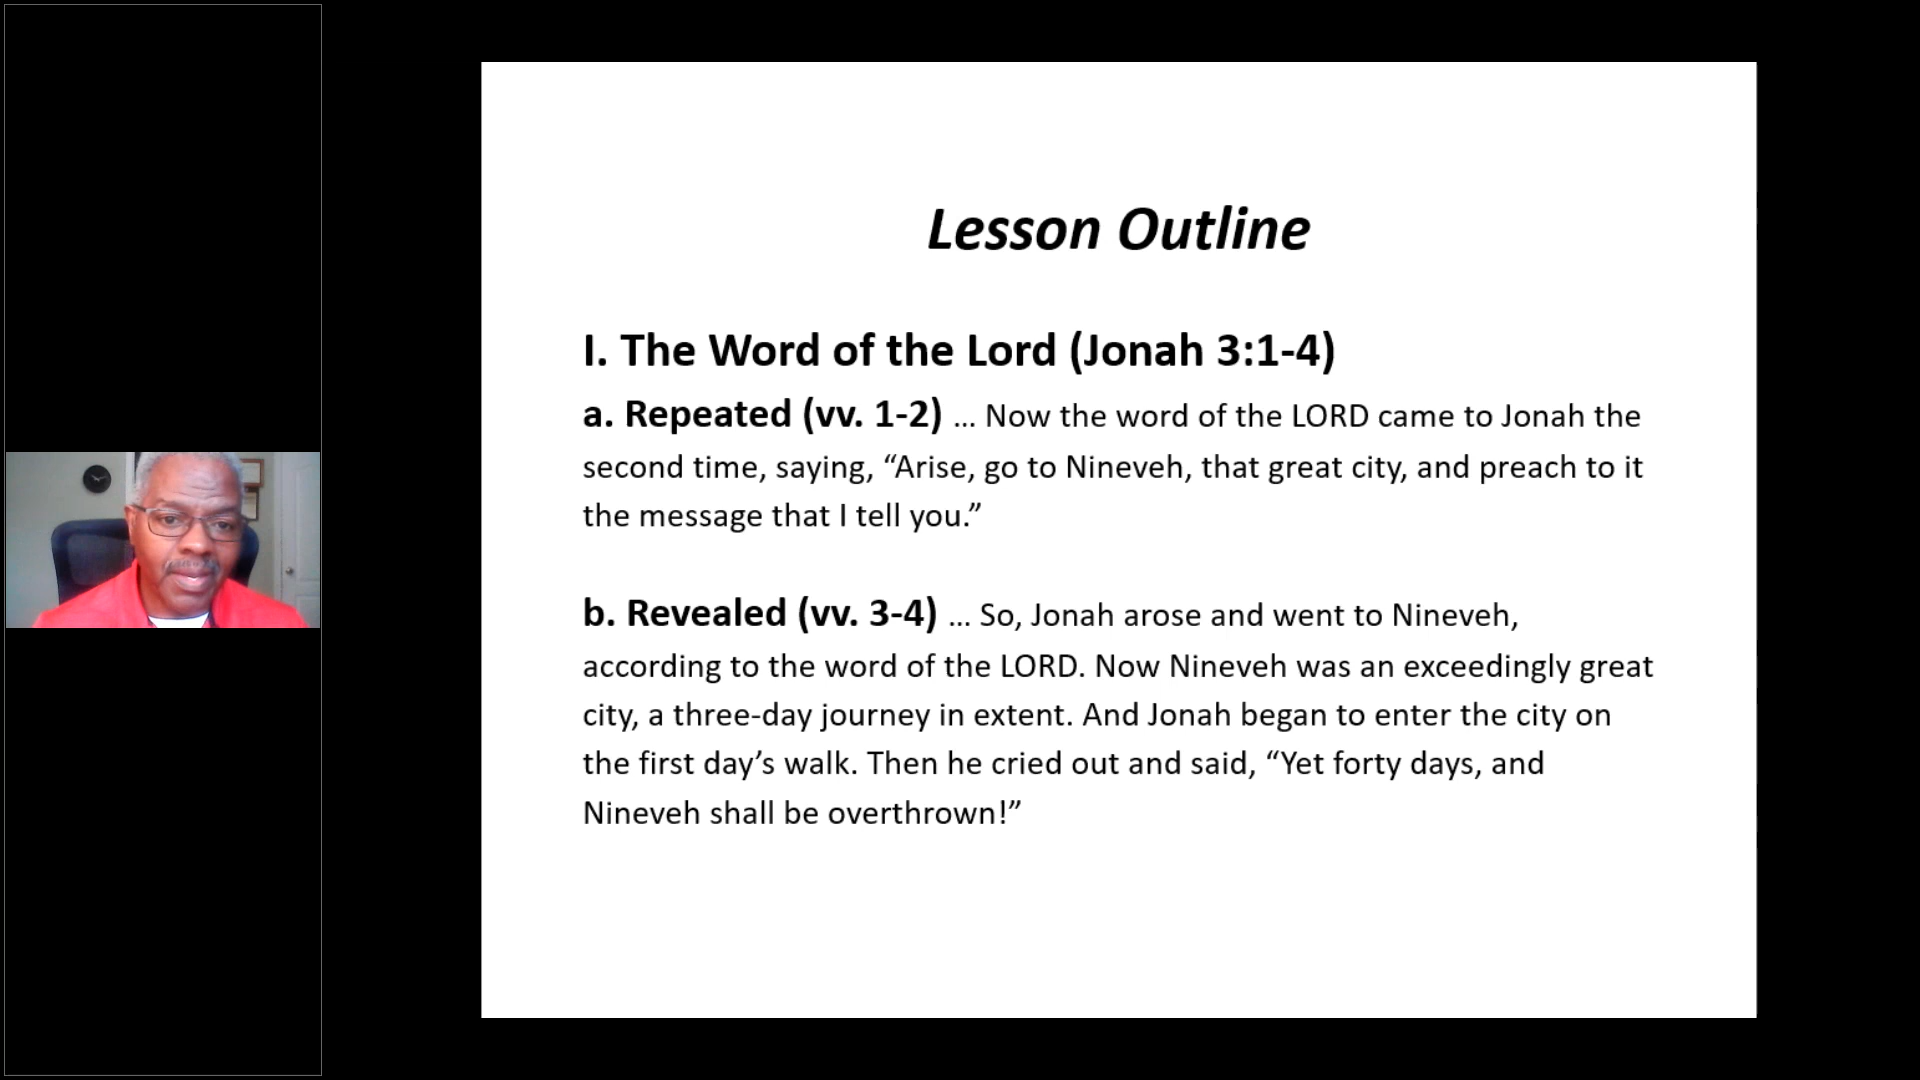 Lesson Outline
I. The Word of the Lord (Jonah 3:1-4)
a. Repeated (vv. 1-2) ... Now the word of the LORD came to Jonah the
second time, saying, “Arise, go to Nineveh, that great city, and preach to it
the message that I tell you.”
b. Revealed (vv. 3-4) ... So, Jonah arose and went to Nineveh,
according to the word of the LORD. Now Nineveh was an exceedingly great
city, a three-day journey in extent. And Jonah began to enter the city on
the first day’s walk. Then he cried out and said, “Yet forty days, and
Nineveh shall be overthrown!”